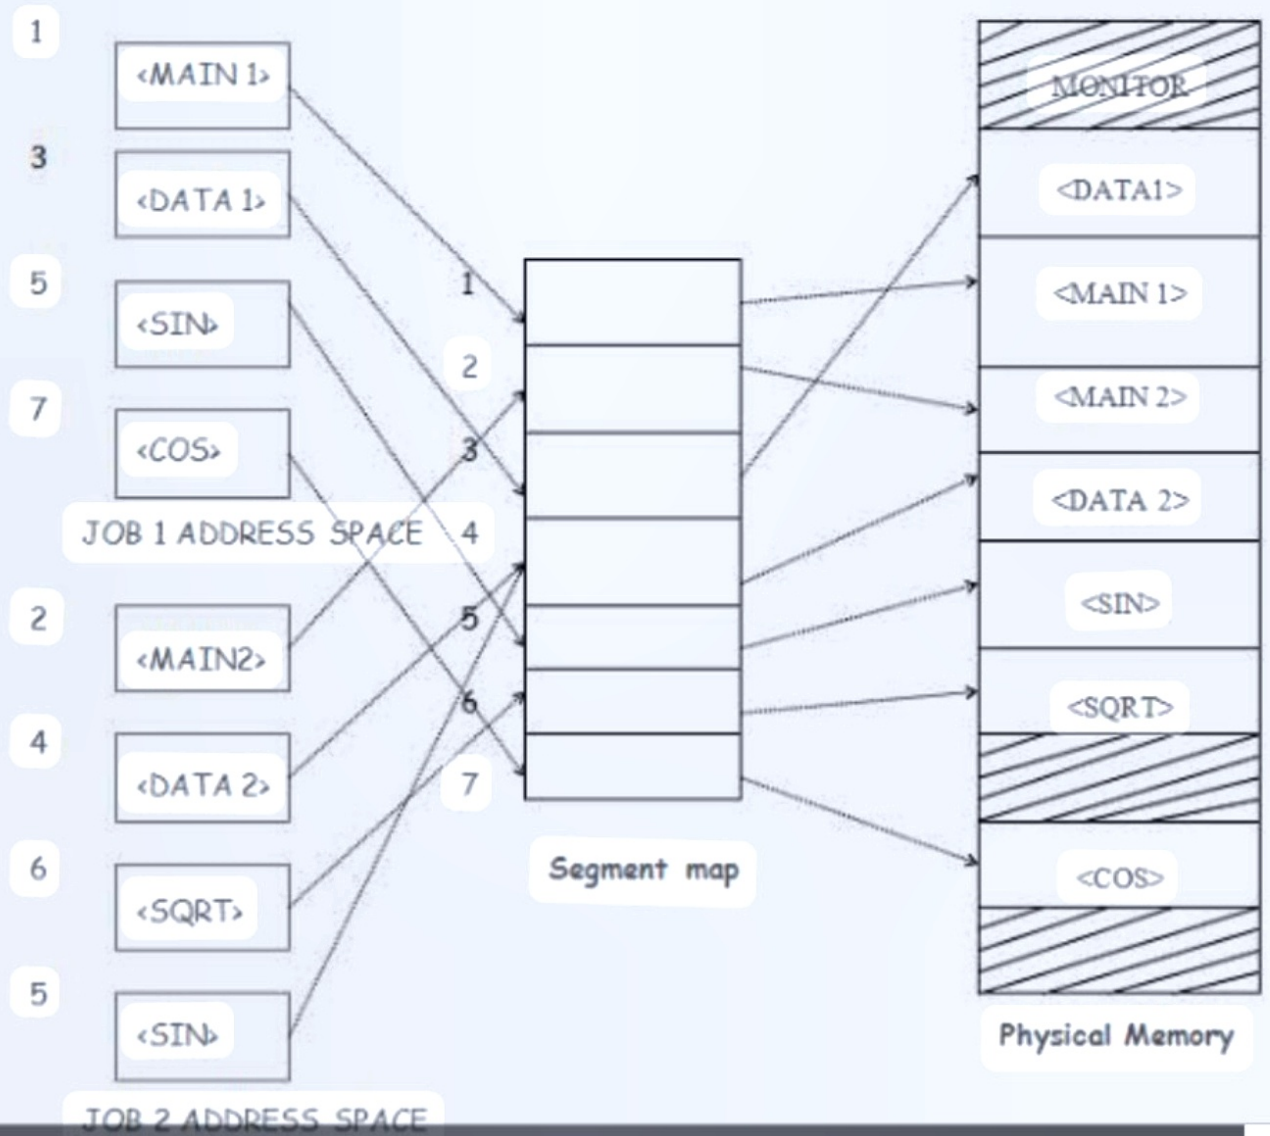 1
<MAIN 1>
3
<DATA 1>
5
<SIN>
7
<COS>
JOB 1 ADDRESS SPACE
2
<MAIN2>
4
<DATA 2>
6
<SQRT>
5
<SIN>
JOB 2 ADDRESS SPACE
1
2
3
4
5
6
7
Segment map
MONITOR
<DATA1>
<MAIN 1>
<MAIN 2>
<DATA 2>
<SIN>
<SQRT>
<COS>
Physical Memory